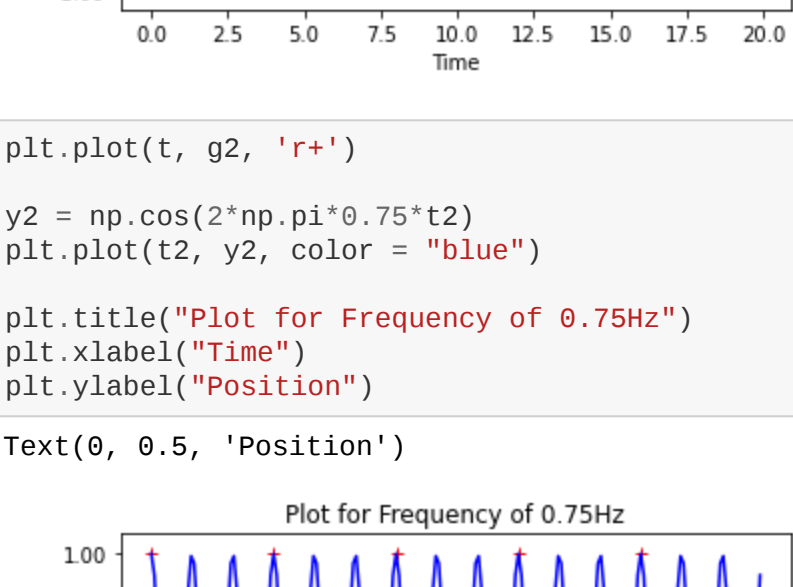 0.0 2.5 5.0 7.5 10.0 12.5 15.0 17.5 20.0
Time
plt.plot(t, g2, 'r+')
y2 = np.cos(2*np.pi*0.75*t2)
plt.plot(t2, y2, color = "blue")
plt.title("Plot for Frequency of 0.75Hz")
plt.xlabel("Time")
plt.ylabel("Position")
Text(0, 0.5, 'Position')
Plot for Frequency of 0.75Hz
1.00